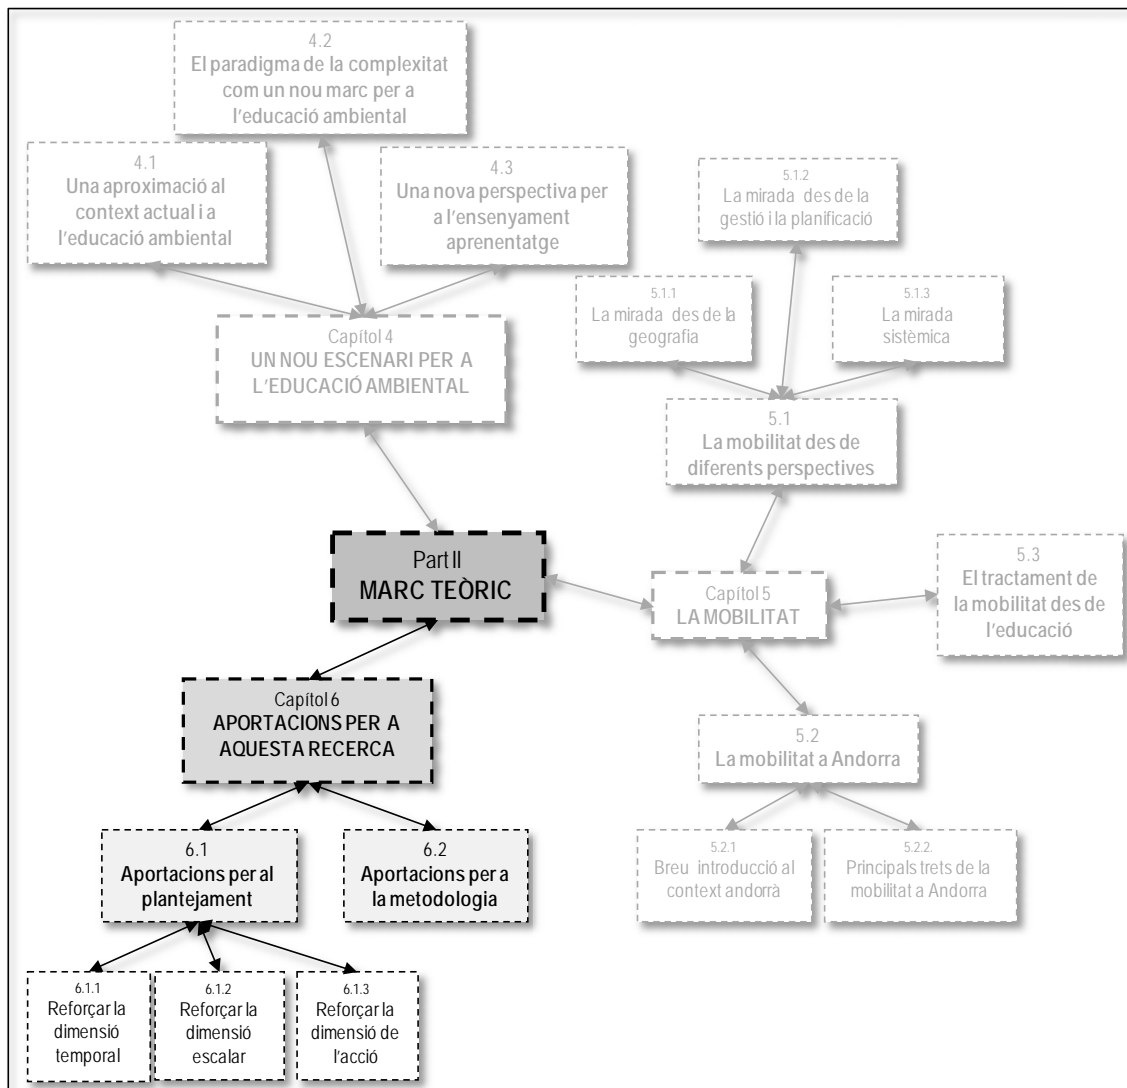 4.2
El paradigma de la complexitat
com un nou marc per a
l'educació ambiental
4.1
Una aproximació al
context actual i a
l'educació ambiental
4.3
Una nova perspectiva per
a l'ensenyament
aprenentatge
5.1.2
La mirada des de la
gestió i la planificació
5.1.1
La mirada des de la
geografia
5.1.3
La mirada
sistèmica
Capítol 4
UN NOU ESCENARI PER A
L'EDUCACIÓ AMBIENTAL
5.1
La mobilitat des de
diferents perspectives
Part II
MARC TEÒRIC
Capítol 5
LA MOBILITAT
5.3
El tractament de
la mobilitat des de
l'educació
Capítol 6
APORTACIONS PER A
AQUESTA RECERCA
5.2
La mobilitat a Andorra
6.1
Aportacions per al
plantejament
6.2
Aportacions per a
la metodologia
5.2.1
Breu introducció al
context andorrà
5.2.2.
Principals trets de la
mobilitat a Andorra
6.1.1
Reforçar la
dimensió
temporal
6.1.2
Reforçar la
dimensió
escalar
6.1.3
Reforçar la
dimensió de
l'acció